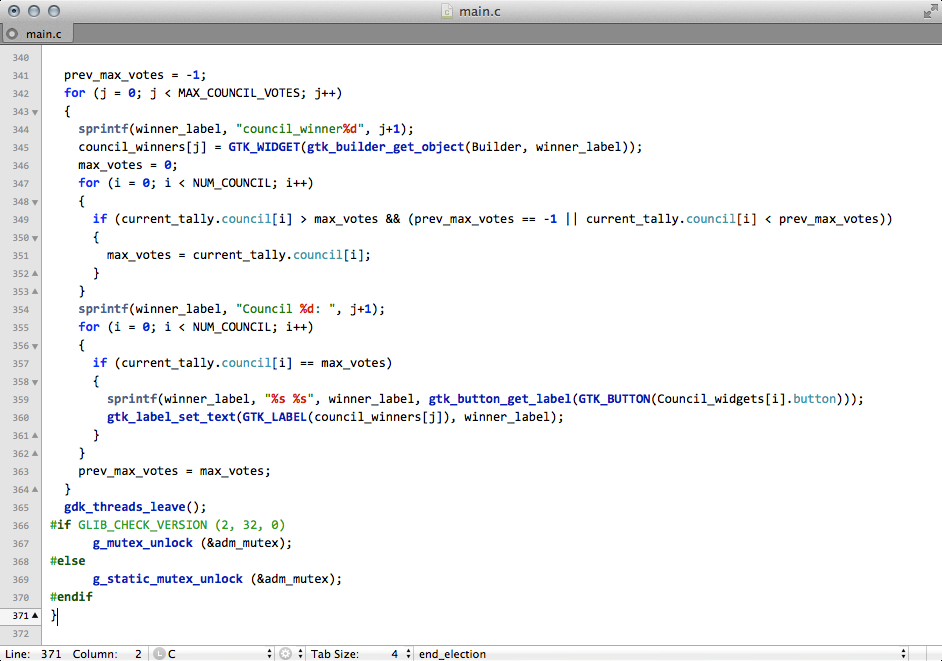 main.c
main.c
340
341 prev_max_votes = -1;
342 for (j = 0; j < MAX_COUNCIL_VOTES; j++)
343 {
344 sprintf(winner_label, "council_winner%d", j+1);
345 council_winners[j] = GTK_WIDGET(gtk_builder_get_object(Builder, winner_label));
346 max_votes = 0;
347 for (i = 0; i < NUM_COUNCIL; i++)
348 {
349 if (current_tally.council[i] > max_votes && (prev_max_votes == -1 || current_tally.council[i] < prev_max_votes))
350 {
351 max_votes = current_tally.council[i];
352 }
353 }
354 sprintf(winner_label, "Council %d: ", j+1);
355 for (i = 0; i < NUM_COUNCIL; i++)
356 {
357 if (current_tally.council[i] == max_votes)
358 {
359 sprintf(winner_label, "%s %s", winner_label, gtk_button_get_label(GTK_BUTTON(Council_widgets[i].button)));
360 gtk_label_set_text(GTK_LABEL(council_winners[j]), winner_label);
361 }
362 }
363 prev_max_votes = max_votes;
364 }
365 gdk_threads_leave();
366 #if GLIB_CHECK_VERSION (2, 32, 0)
367 g_mutex_unlock (&adm_mutex);
368 #else
369 g_static_mutex_unlock (&adm_mutex);
370 #endif
371 }
372
Line: 371 Column: 2 L C Tab Size: 4 end_election